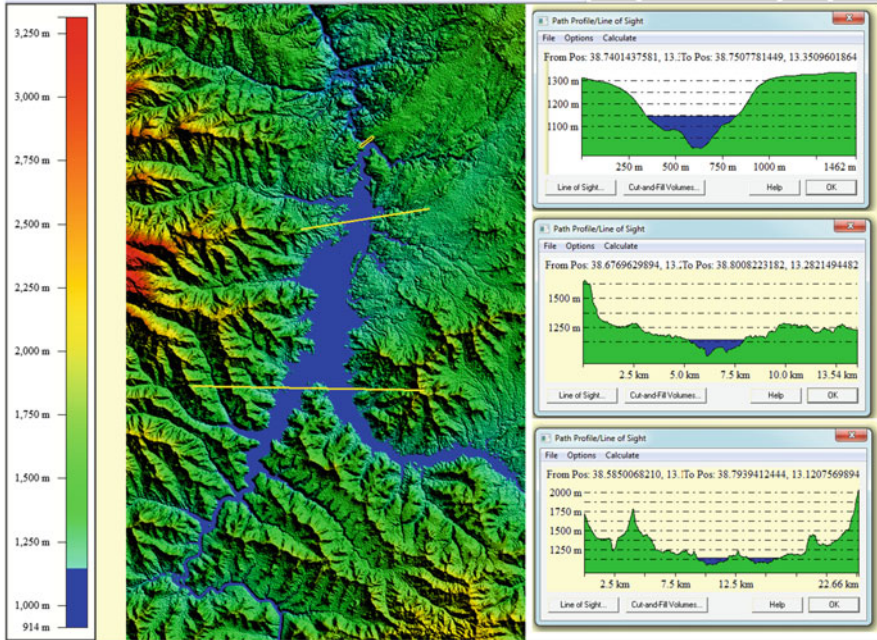 3,250 m
3,000 m
2,750 m
2,500 m
2,250 m
2,000 m
1,750 m
1,500 m
1,250 m
1,000 m
914 m
Path Profile/Line of Sight
File Options Calculate
From Pos: 38.7401437581, 13.To Pos: 38.7507781449, 13.3509601864
1300 m
1200 m
1100 m
250 m 500 m 750 m 1000 m 1462 m
Line of Sight... Cut-and-Fill Volumes... Help OK
Path Profile/Line of Sight
File Options Calculate
From Pos: 38.6769629894, 13.To Pos: 38.8008223182, 13.2821494482
1500 m
1250 m
2.5 km 5.0 km 7.5 km 10.0 km 13.54 km
Line of Sight... Cut-and-Fill Volumes... Help OK
Path Profile/Line of Sight
File Options Calculate
From Pos: 38.5850068210, 13.To Pos: 38.7939412444, 13.1207569894
2000 m
1750 m
1500 m
1250 m
2.5 km 7.5 km 12.5 km 22.66 km
Line of Sight... Cut-and-Fill Volumes... Help OK